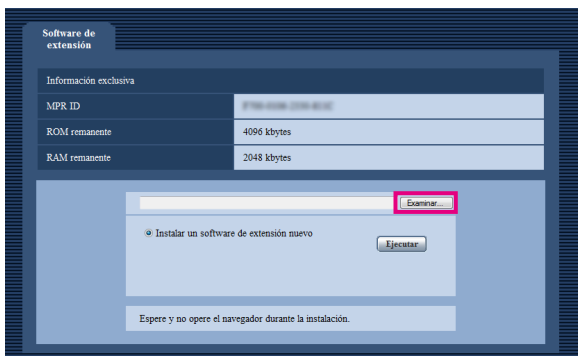 Software de
extensión
Información exclusiva
MPR ID
ROM remanente 4096 kbytes
RAM remanente 2048 kbytes
Examinar...
Instalar un software de extensión nuevo
Ejecutar
Espere y no opere el navegador durante la instalación.